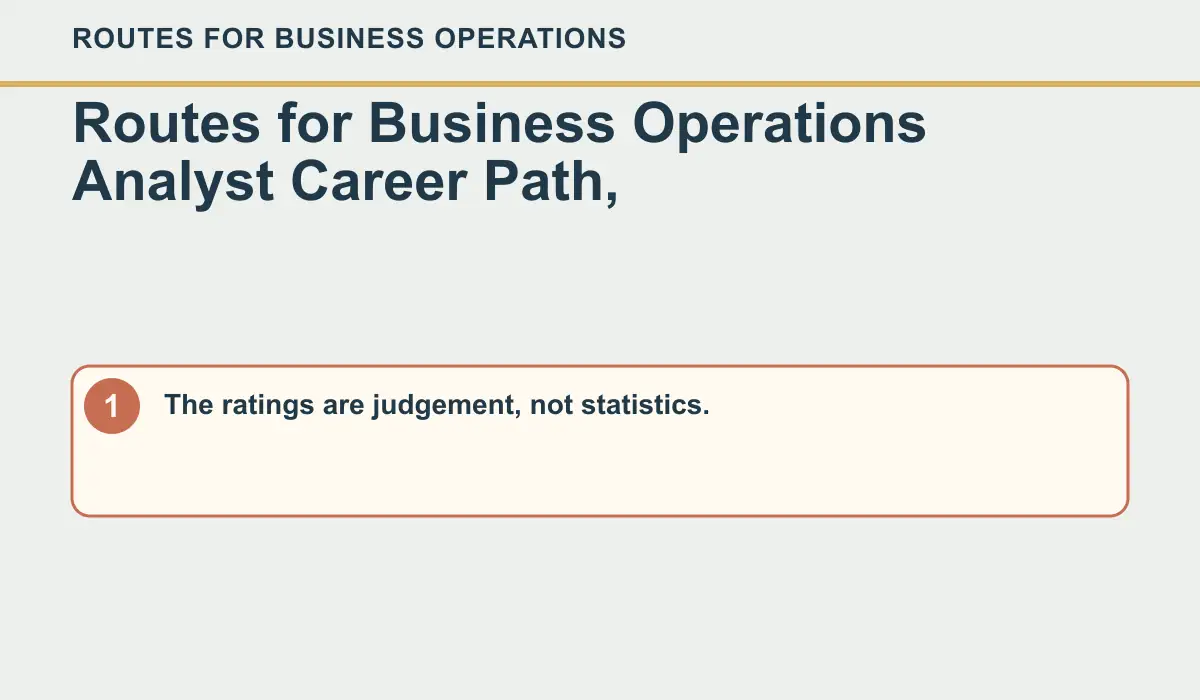 ROUTES FOR BUSINESS OPERATIONS
Routes for Business Operations
Analyst Career Path,
1 The ratings are judgement, not statistics.